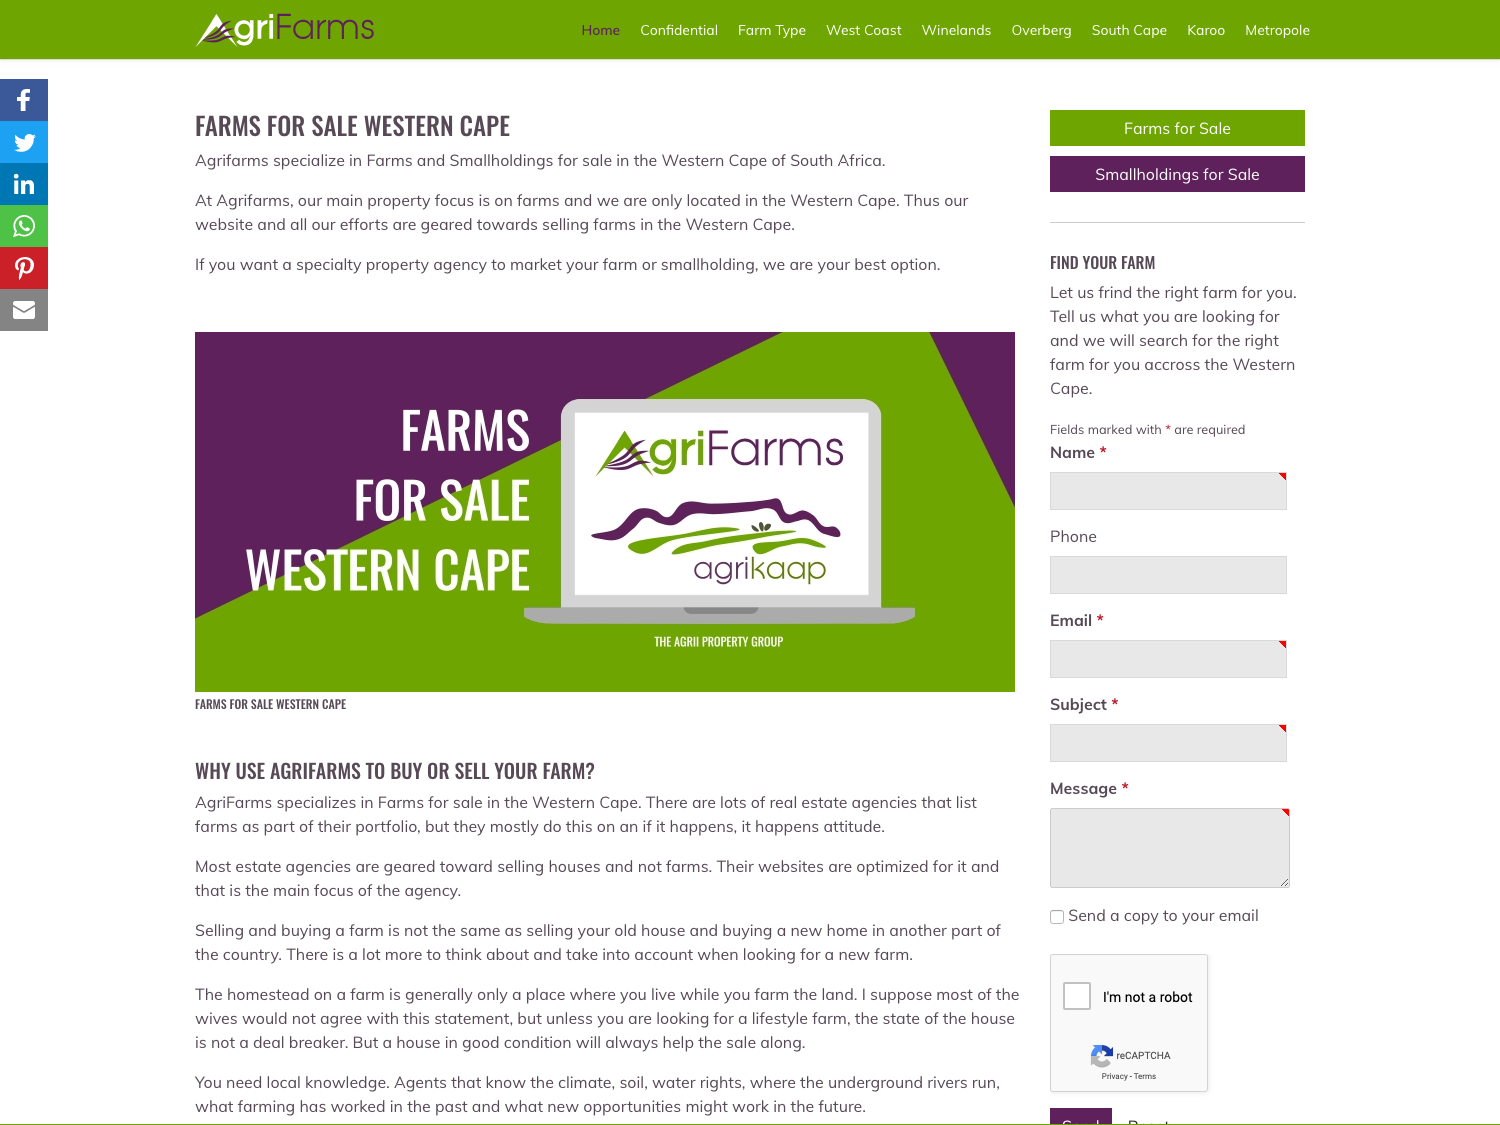 AgriFarms
Home Confidential Farm Type West Coast Winelands Overberg South Cape Karoo Metropole
FARMS FOR SALE WESTERN CAPE
Agrifarms specialize in Farms and Smallholdings for sale in the Western Cape of South Africa.
At Agrifarms, our main property focus is on farms and we are only located in the Western Cape. Thus our
website and all our efforts are geared towards selling farms in the Western Cape.
If you want a specialty property agency to market your farm or smallholding, we are your best option.
FARMS
FOR SALE
WESTERN CAPE
AgriFarms
agrikaap
THE AGRII PROPERTY GROUP
FARMS FOR SALE WESTERN CAPE
WHY USE AGRIFARMS TO BUY OR SELL YOUR FARM?
AgriFarms specializes in Farms for sale in the Western Cape. There are lots of real estate agencies that list
farms as part of their portfolio, but they mostly do this on an if it happens, it happens attitude.
Most estate agencies are geared toward selling houses and not farms. Their websites are optimized for it and
that is the main focus of the agency.
Selling and buying a farm is not the same as selling your old house and buying a new home in another part of
the country. There is a lot more to think about and take into account when looking for a new farm.
The homestead on a farm is generally only a place where you live while you farm the land. I suppose most of the
wives would not agree with this statement, but unless you are looking for a lifestyle farm, the state of the house
is not a deal breaker. But a house in good condition will always help the sale along.
You need local knowledge. Agents that know the climate, soil, water rights, where the underground rivers run,
what farming has worked in the past and what new opportunities might work in the future.
Farms for Sale
Smallholdings for Sale
FIND YOUR FARM
Let us frind the right farm for you.
Tell us what you are looking for
and we will search for the right
farm for you accross the Western
Cape.
Fields marked with * are required
Name *
Phone
Email *
Subject *
Message *
Send a copy to your email
I'm not a robot
reCAPTCHA
Privacy - Terms
Send Reset